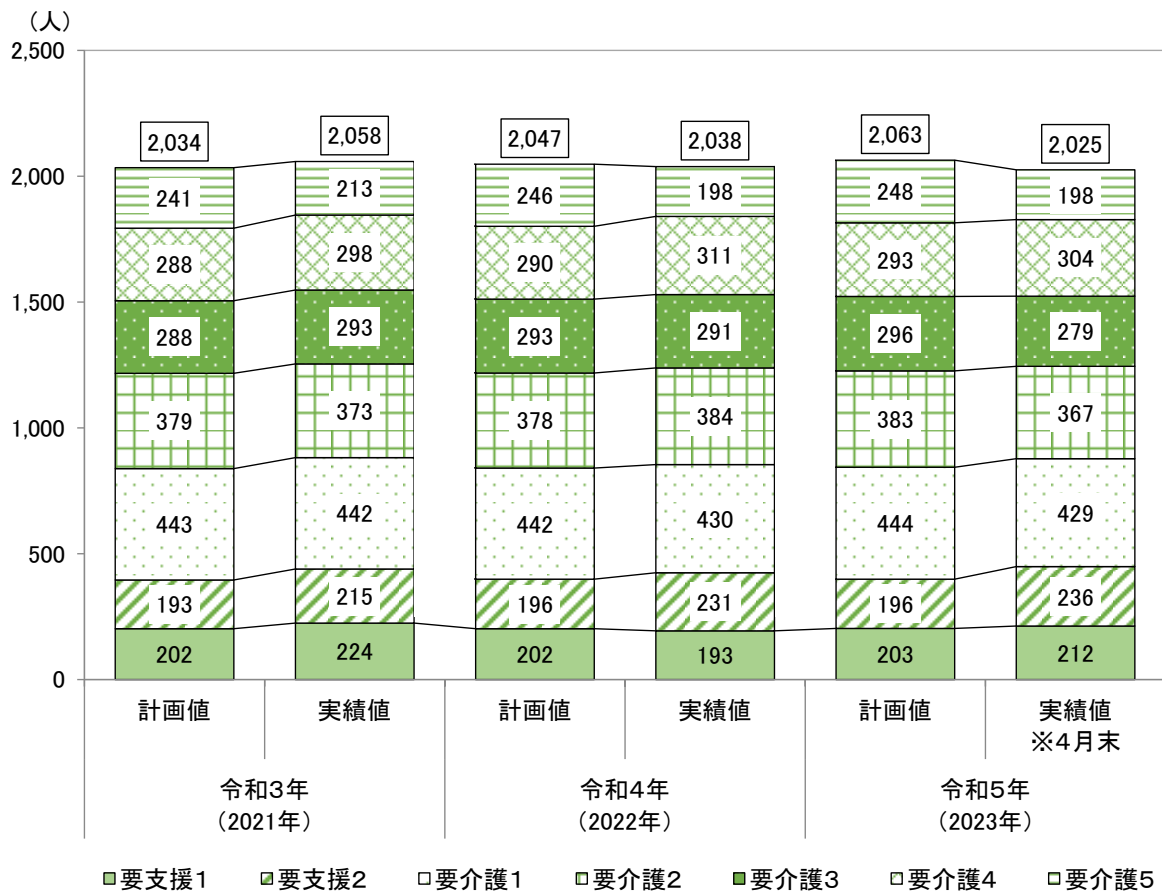 （人）
2,500
2,000
1,500
1,000
500
0
2,034 2,058 2,047 2,038 2,063 2,025
241 213 246 198 248 198
288 298 290 311 293 304
288 293 293 291 296 279
379 373 378 384 383 367
443 442 442 430 444 429
193 215 196 231 196 236
202 224 202 193 203 212
計画値 実績値 計画値 実績値 計画値 実績値
※４月末
令和３年 令和４年 令和５年
（2021年） （2022年） （2023年）
要支援１ 要支援２ 要介護１ 要介護２ 要介護３ 要介護４ 要介護５